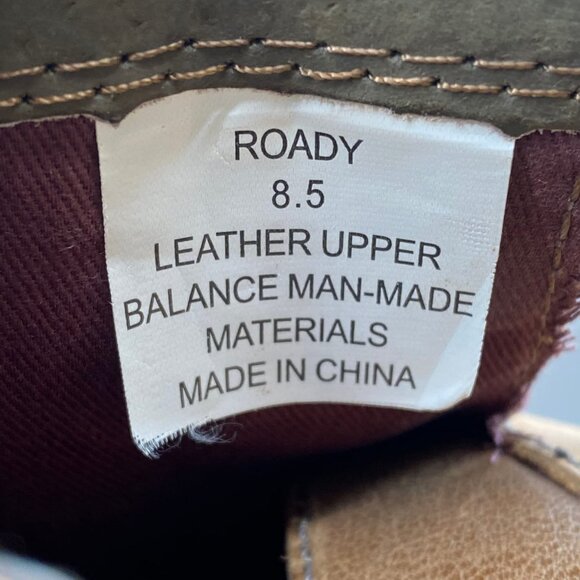 ROADY
8.5
LEATHER UPPER
BALANCE MAN-MADE
MATERIALS
MADE IN CHINA